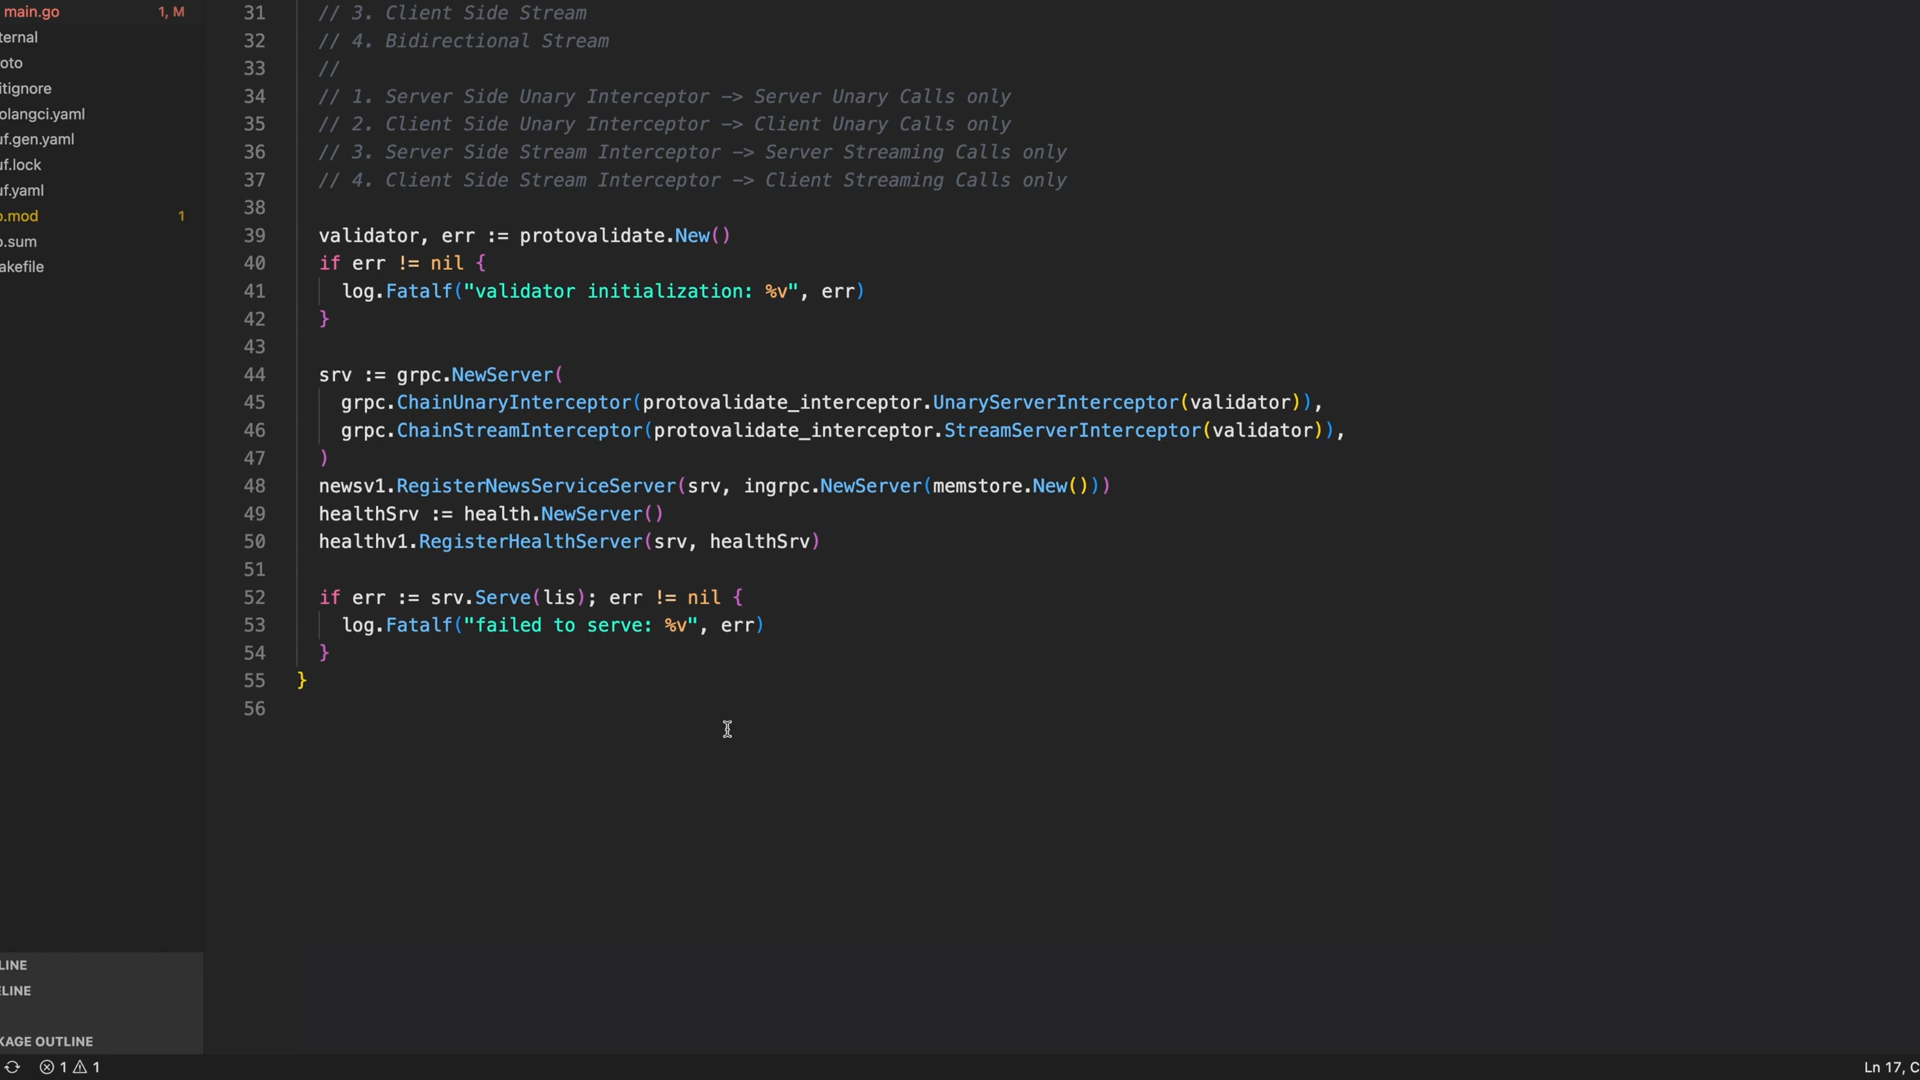 main.go 1, M
ternal
oto
itignore
olangci.yaml
uf.gen.yaml
uf.lock
uf.yaml
o.mod 1
o.sum
akefile
LINE
ELINE
KAGE OUTLINE
31 // 3. Client Side Stream
32 // 4. Bidirectional Stream
33 //
34 // 1. Server Side Unary Interceptor -> Server Unary Calls only
35 // 2. Client Side Unary Interceptor -> Client Unary Calls only
36 // 3. Server Side Stream Interceptor -> Server Streaming Calls only
37 // 4. Client Side Stream Interceptor -> Client Streaming Calls only
38
39 validator, err := protovalidate.New()
40 if err != nil {
41 log.Fatalf("validator initialization: %v", err)
42 }
43
44 srv := grpc.NewServer(
45 grpc.ChainUnaryInterceptor(protovalidate_interceptor.UnaryServerInterceptor(validator)),
46 grpc.ChainStreamInterceptor(protovalidate_interceptor.StreamServerInterceptor(validator)),
47 )
48 newsv1.RegisterNewsServiceServer(srv, ingrpc.NewServer(memstore.New()))
49 healthSrv := health.NewServer()
50 healthv1.RegisterHealthServer(srv, healthSrv)
51
52 if err := srv.Serve(lis); err != nil {
53 log.Fatalf("failed to serve: %v", err)
54 }
55 }
56
1 1
Ln 17, C